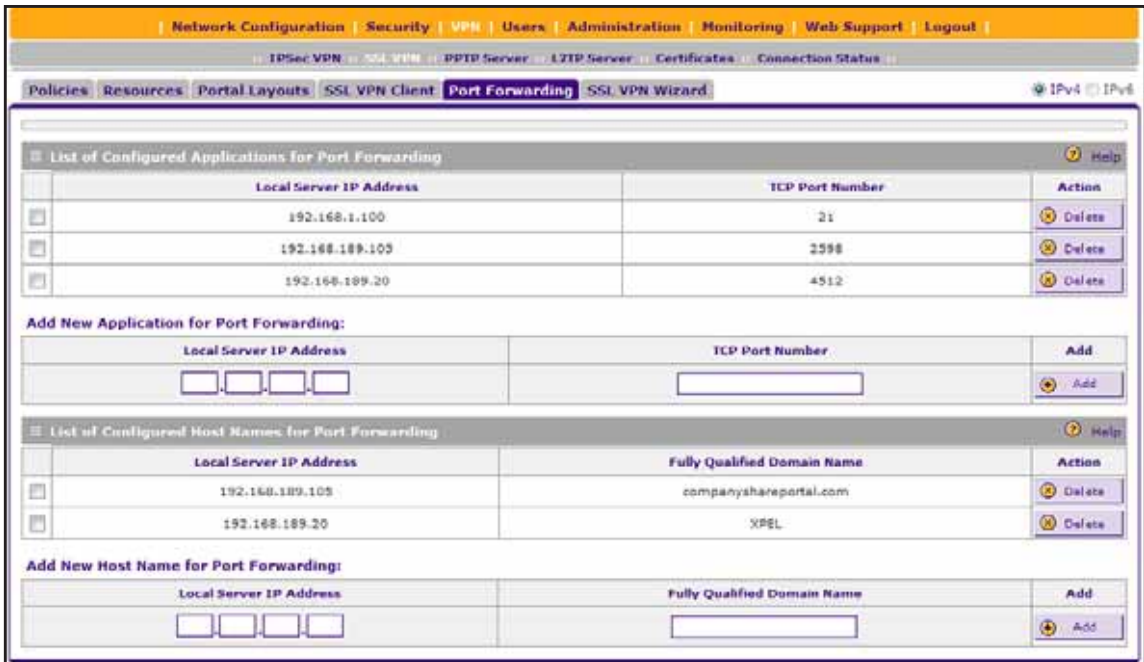 Network Configuration | Security | VPN | Users | Administration | Monitoring | Web Support | Logout |
:: IPSec VPN :: SSL VPN :: PPTP Server :: L2TP Server :: Certificates :: Connection Status ::
Policies Resources Portal Layouts SSL VPN Client Port Forwarding SSL VPN Wizard IPv4 IPv6
List of Configured Applications for Port Forwarding Help
Local Server IP Address TCP Port Number Action
192.168.1.100 21 Delete
192.168.189.105 2598 Delete
192.168.189.20 4512 Delete
Add New Application for Port Forwarding:
Local Server IP Address TCP Port Number Add
. . . Add
List of Configured Host Names for Port Forwarding Help
Local Server IP Address Fully Qualified Domain Name Action
192.168.189.105 companyshareportal.com Delete
192.168.189.20 XPEL Delete
Add New Host Name for Port Forwarding:
Local Server IP Address Fully Qualified Domain Name Add
. . . Add